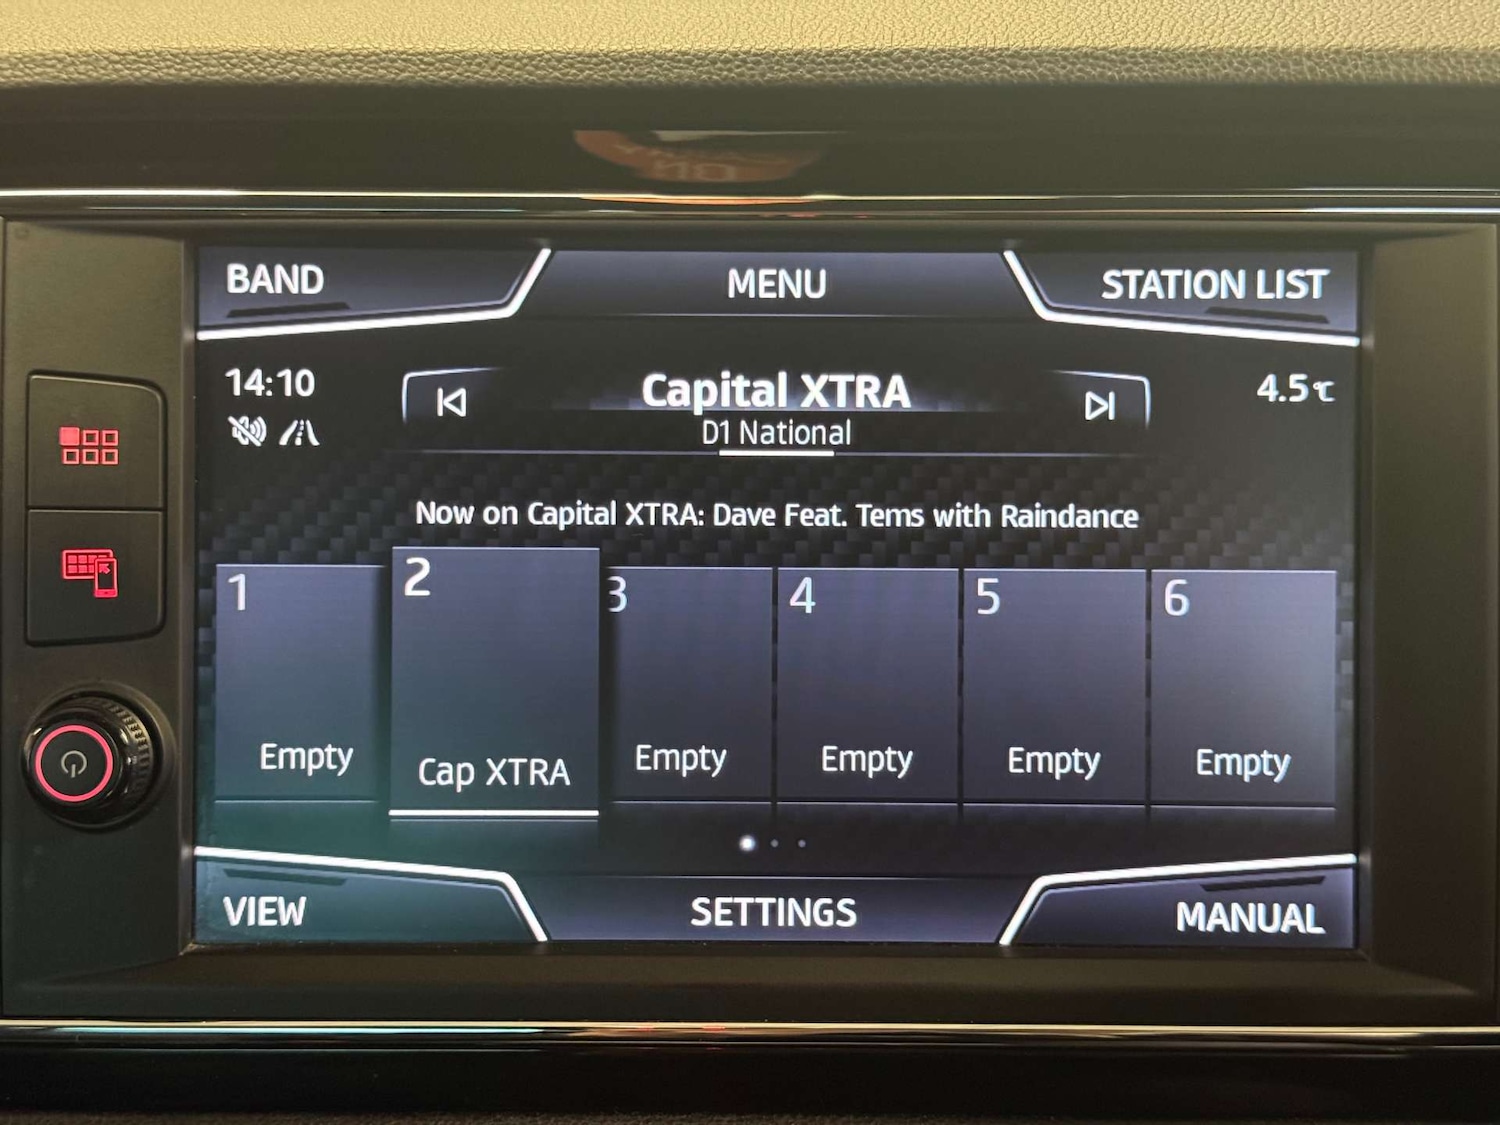 BAND
MENU
STATION LIST
14:10
Capital XTRA
4.5℃
D1 National
Now on Capital XTRA: Dave Feat. Tems with Raindance
1
2
3
4
5
6
Empty
Cap XTRA
Empty
Empty
Empty
Empty
VIEW
SETTINGS
MANUAL